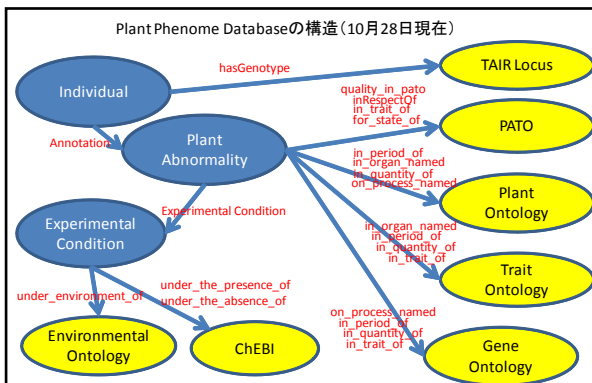 Plant Phenome Databaseの構造（10月28日現在）
hasGenotype
TAIR Locus
Individual
quality_in_pato
inRespectOf
in_trait_of
for_state_of
PATO
Annotation
Plant
Abnormality
in_period_of
in_organ_named
in_quantity_of
on_process_named
Plant
Ontology
Experimental Condition
Experimental
Condition
in_organ_named
in_period_of
in_quantity_of
in_trait_of
Trait
Ontology
under_environment_of
under_the_presence_of
under_the_absence_of
Environmental
Ontology
ChEBI
on_process_named
in_period_of
in_quantity_of
in_trait_of
Gene
Ontology